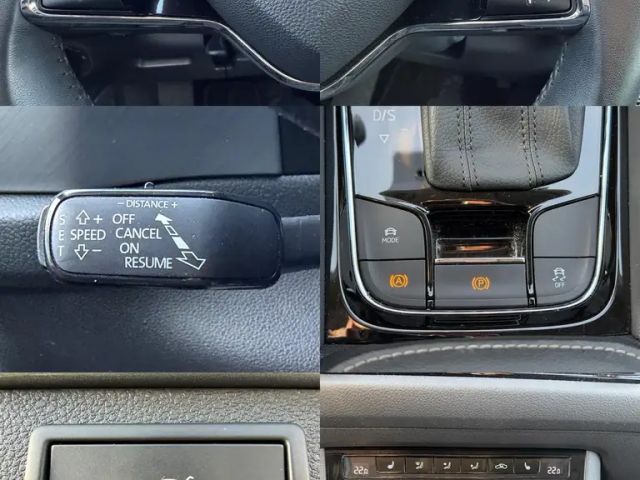 D/S
- DISTANCE +
S + OFF
E SPEED CANCEL
T - ON
RESUME
MODE
A
P
OFF
22.0
22.0